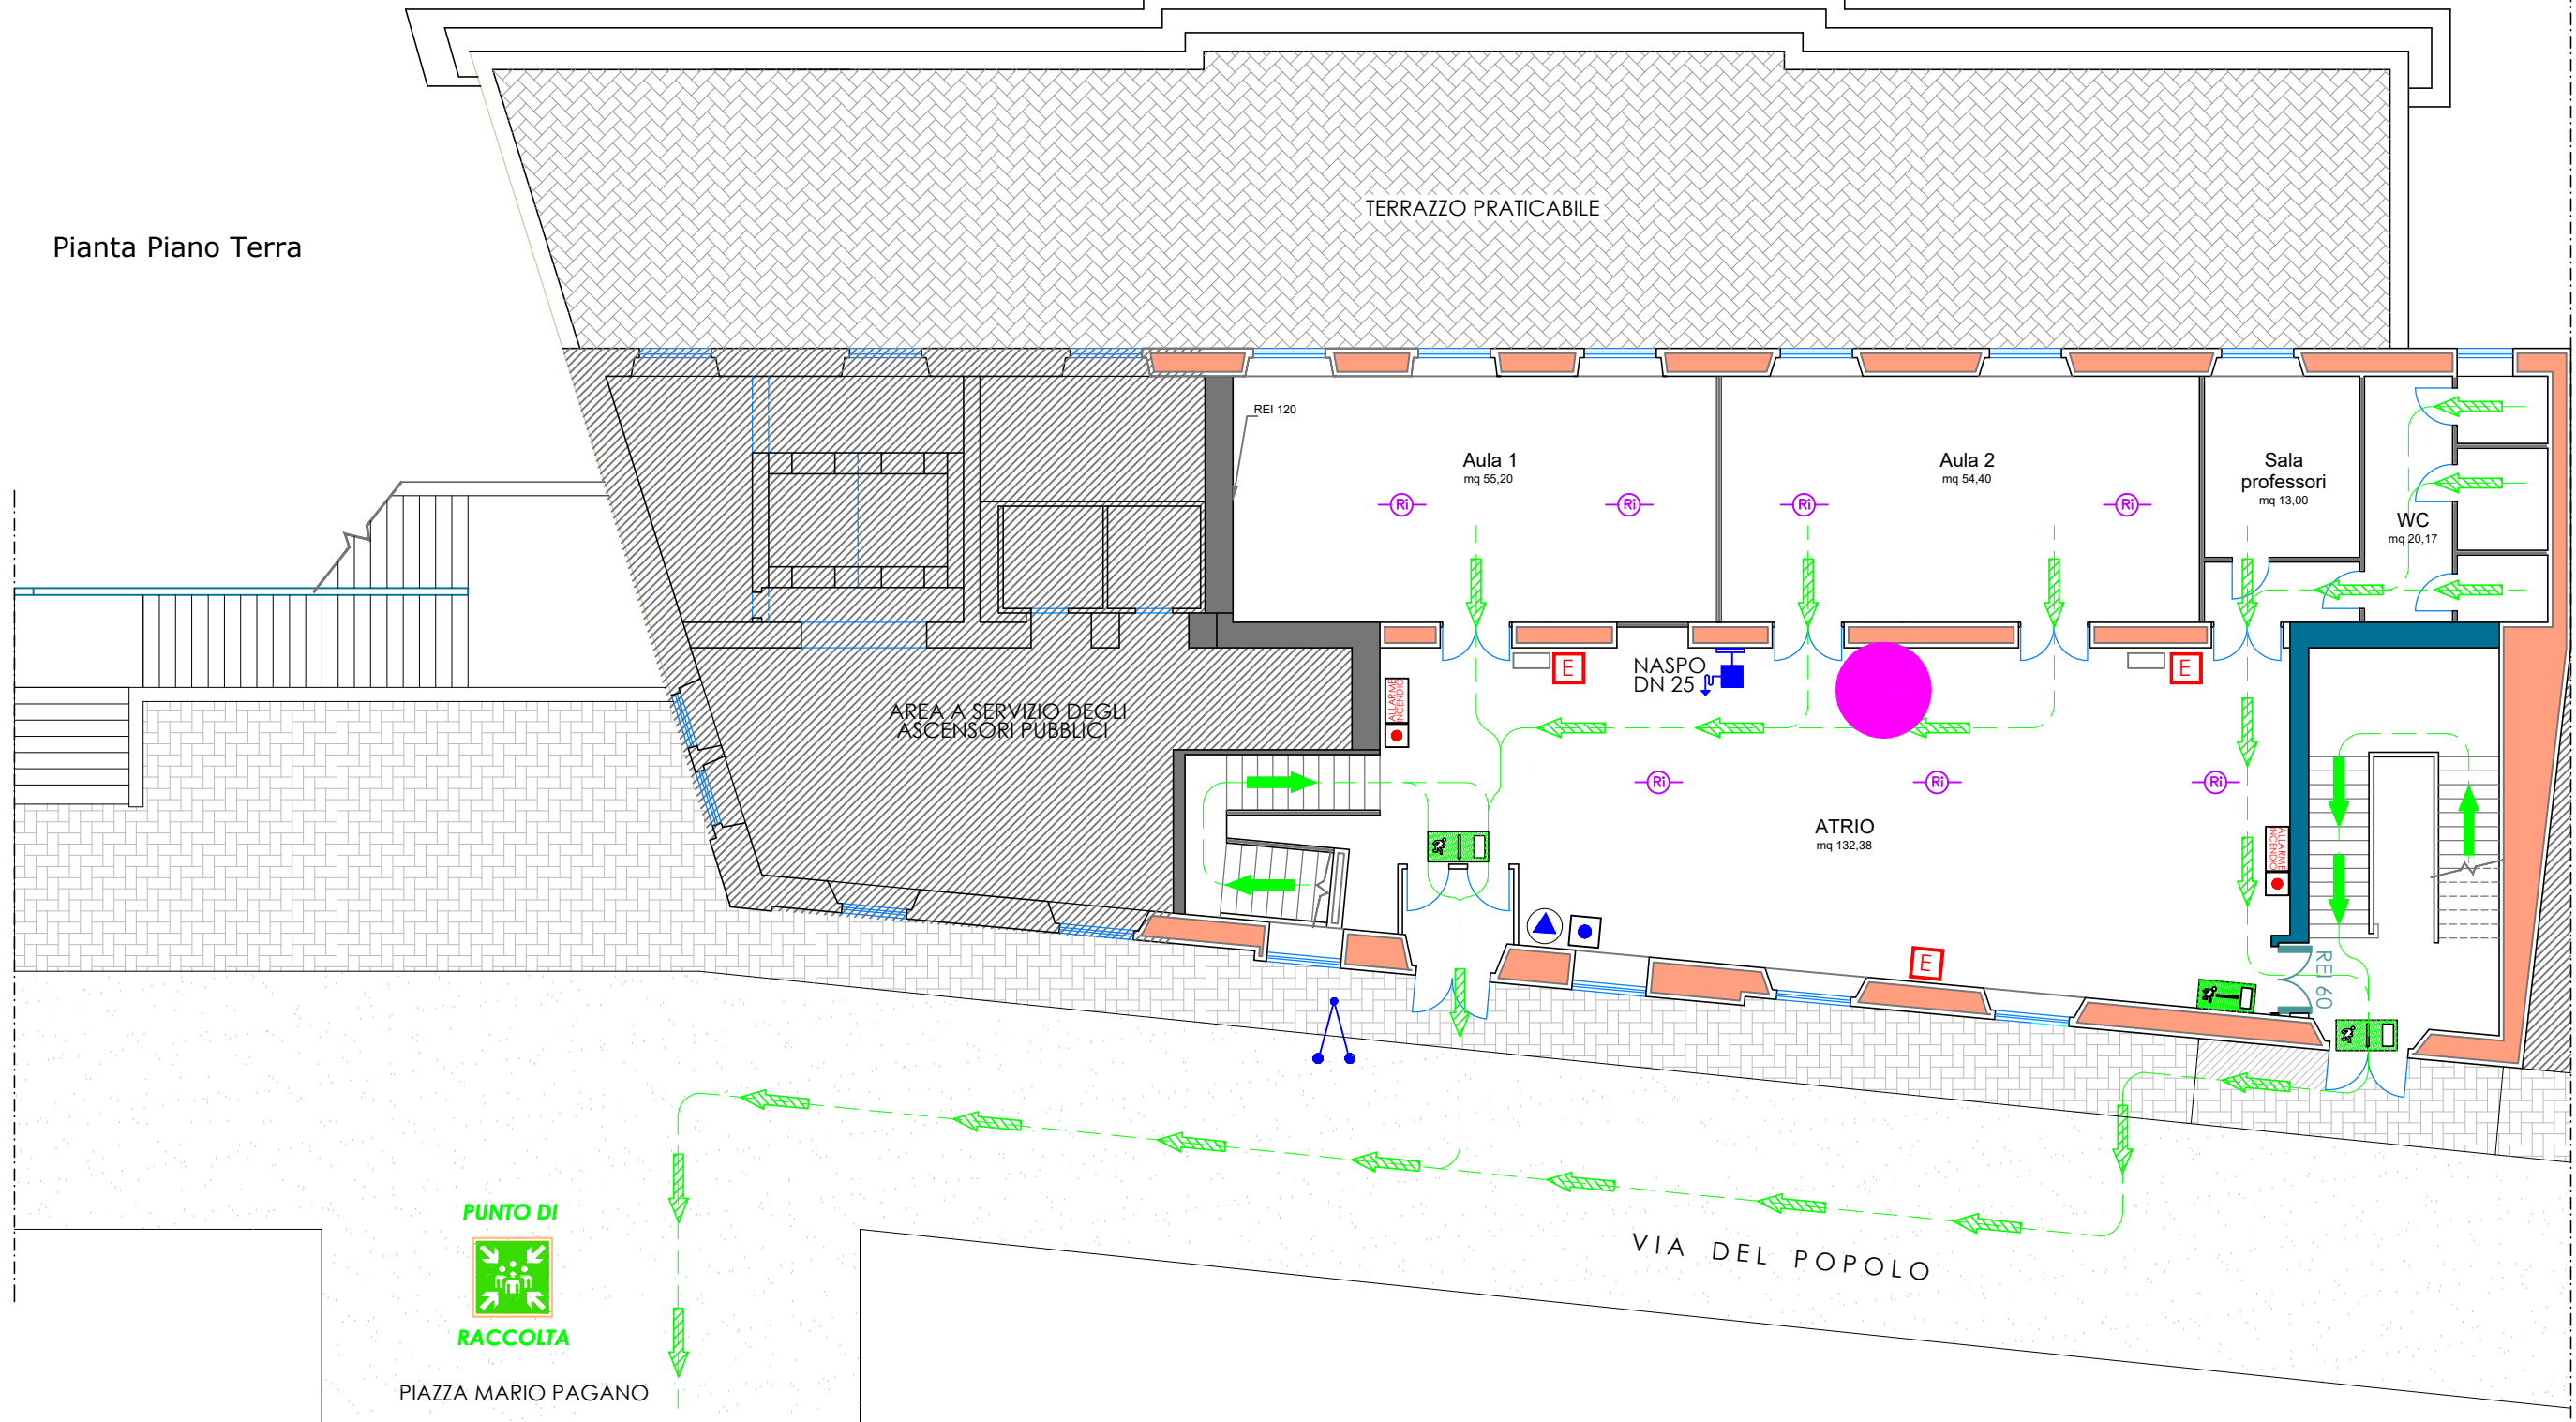 TERRAZZO PRATICABILE
Pianta Piano Terra
REI 120
Aula 1
mq 55,20
Aula 2
mq 54,40
Sala
professori
mq 13,00
WC
mq 20,17
Ri
Ri
Ri
Ri
E
NASPO
DN 25
E
ALLARME
INCENDIO
AREA A SERVIZIO DEGLI
ASCENSORI PUBBLICI
Ri
Ri
Ri
ATRIO
mq 132,38
ALLARME
INCENDIO
E
REI 60
PUNTO DI
RACCOLTA
VIA DEL POPOLO
PIAZZA MARIO PAGANO